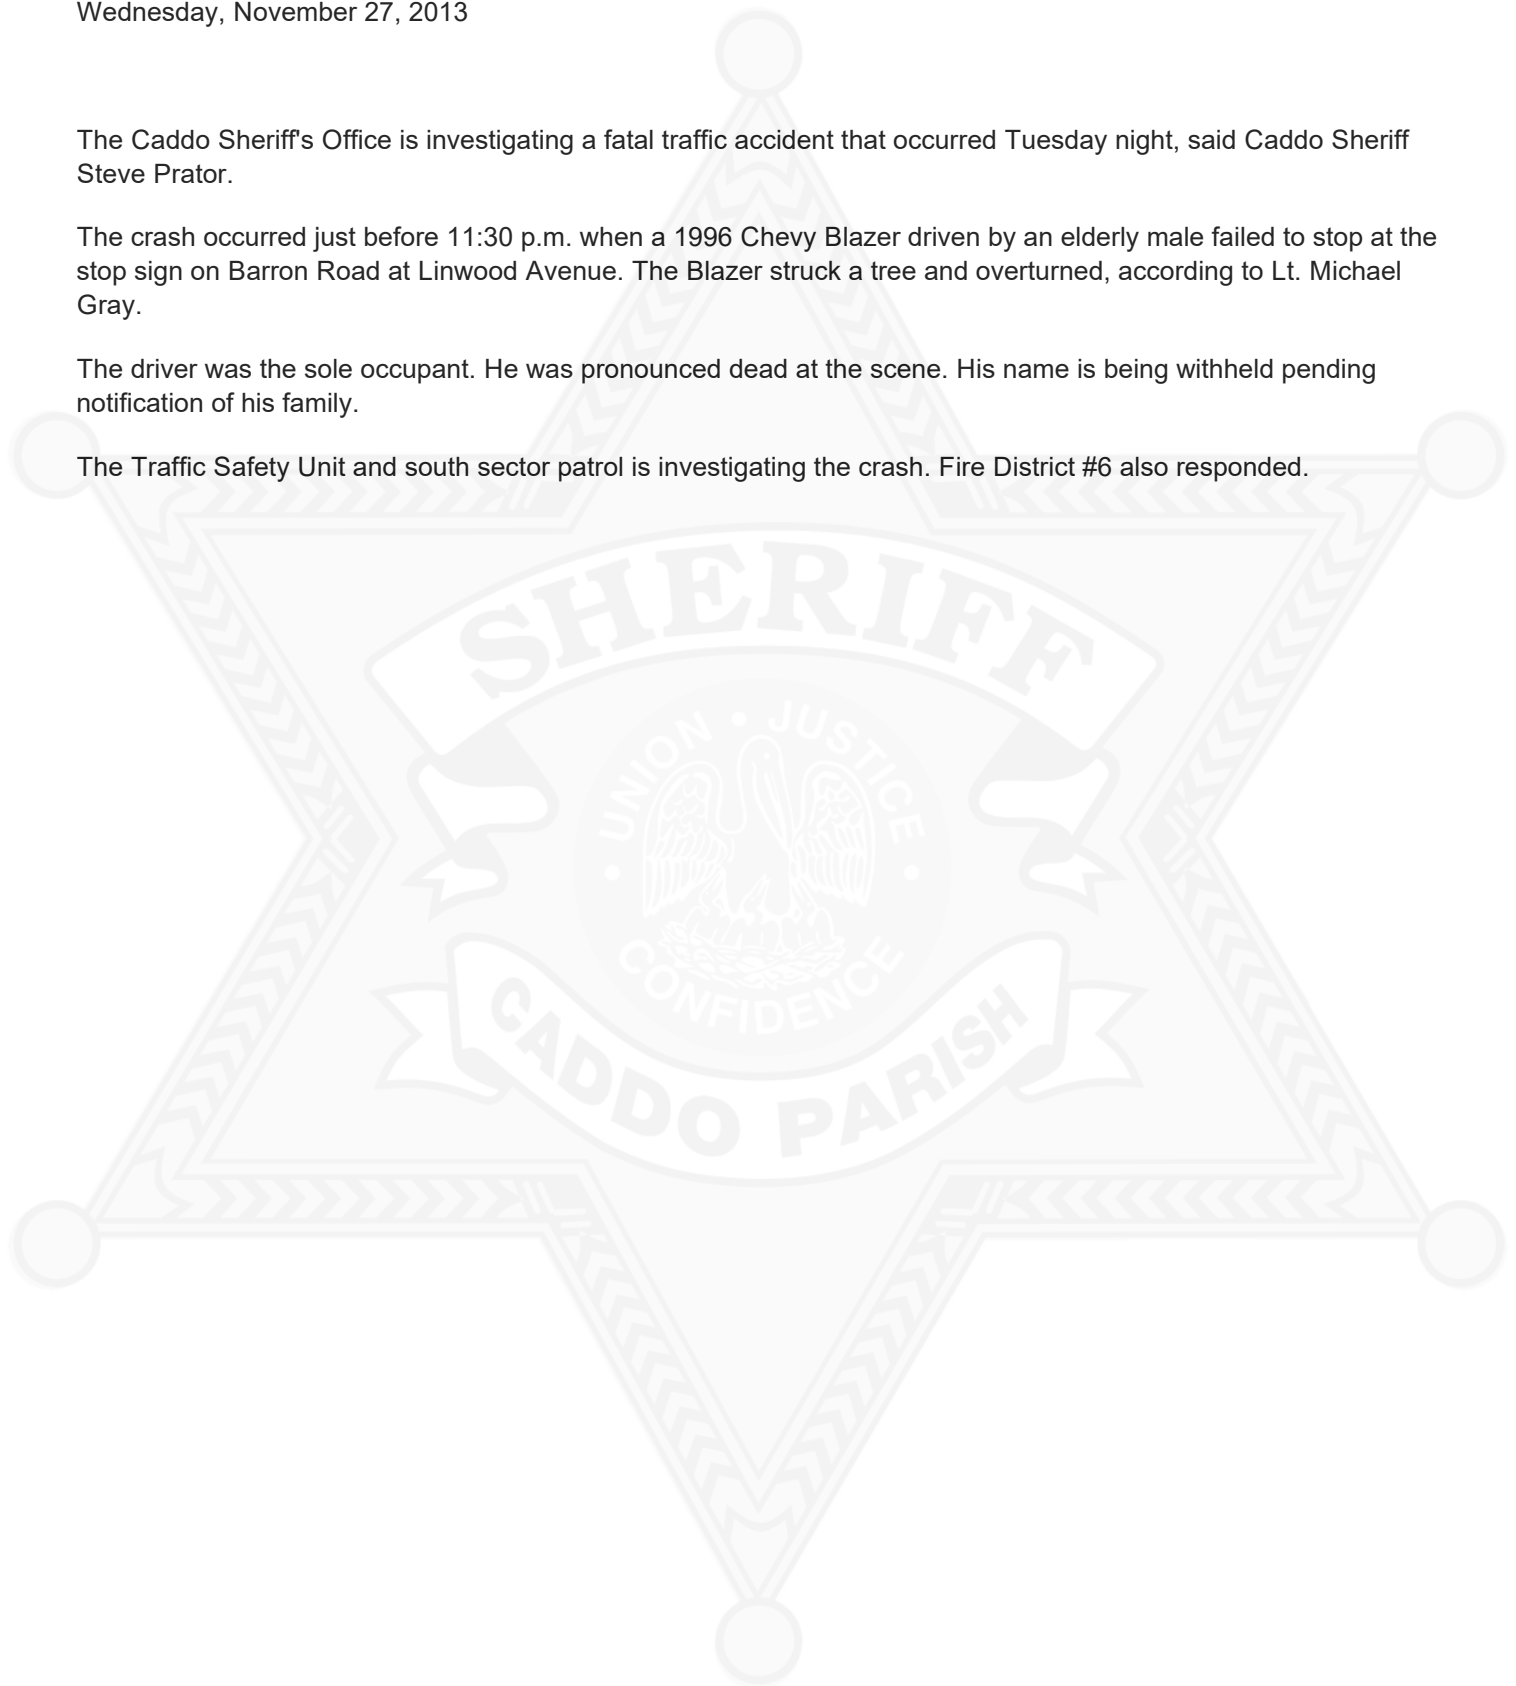 Wednesday, November 27, 2013
The Caddo Sheriff's Office is investigating a fatal traffic accident that occurred Tuesday night, said Caddo Sheriff
Steve Prator.
The crash occurred just before 11:30 p.m. when a 1996 Chevy Blazer driven by an elderly male failed to stop at the
stop sign on Barron Road at Linwood Avenue. The Blazer struck a tree and overturned, according to Lt. Michael
Gray.
The driver was the sole occupant. He was pronounced dead at the scene. His name is being withheld pending
notification of his family.
The Traffic Safety Unit and south sector patrol is investigating the crash. Fire District #6 also responded.
SHERIFF
UNION • JUSTICE
• CONFIDENCE •
CADDO PARISH